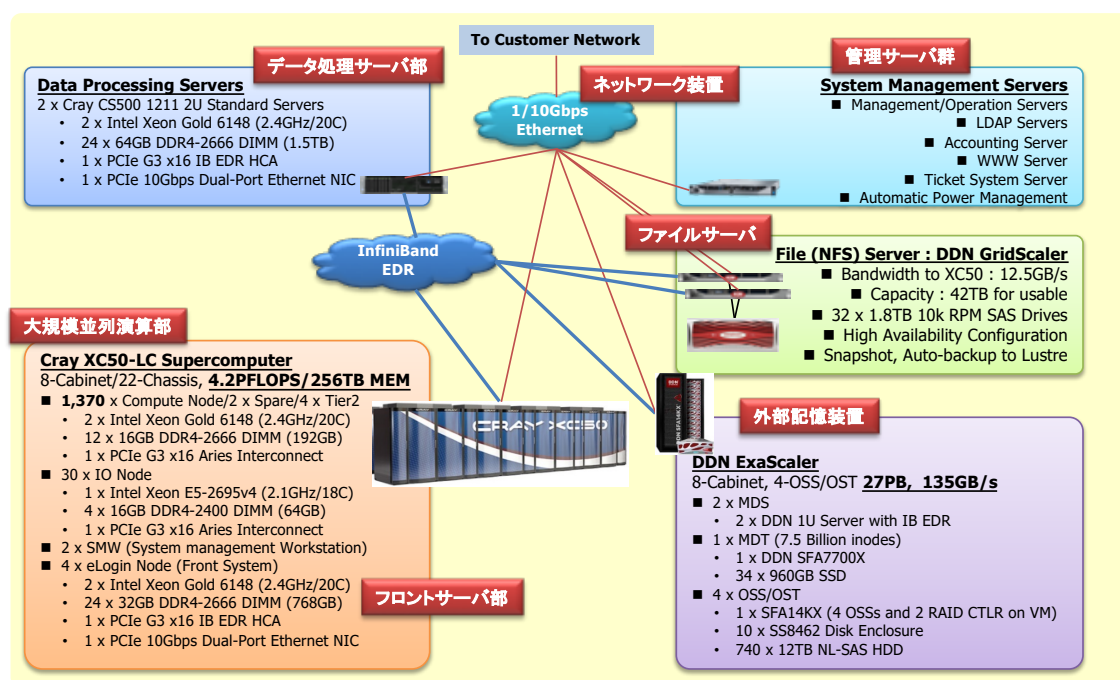 To Customer Network
データ処理サーバ部
Data Processing Servers
2 x Cray CS500 1211 2U Standard Servers
• 2 x Intel Xeon Gold 6148 (2.4GHz/20C)
• 24 x 64GB DDR4-2666 DIMM (1.5TB)
• 1 x PCIe G3 x16 IB EDR HCA
• 1 x PCIe 10Gbps Dual-Port Ethernet NIC
ネットワーク装置
1/10Gbps
Ethernet
管理サーバ群
System Management Servers
■ Management/Operation Servers
■ LDAP Servers
■ Accounting Server
■ WWW Server
■ Ticket System Server
■ Automatic Power Management
InfiniBand
EDR
ファイルサーバ
File (NFS) Server : DDN GridScaler
■ Bandwidth to XC50 : 12.5GB/s
■ Capacity : 42TB for usable
■ 32 x 1.8TB 10k RPM SAS Drives
■ High Availability Configuration
■ Snapshot, Auto-backup to Lustre
大規模並列演算部
Cray XC50-LC Supercomputer
8-Cabinet/22-Chassis, 4.2PFLOPS/256TB MEM
■ 1,370 x Compute Node/2 x Spare/4 x Tier2
• 2 x Intel Xeon Gold 6148 (2.4GHz/20C)
• 12 x 16GB DDR4-2666 DIMM (192GB)
• 1 x PCIe G3 x16 Aries Interconnect
■ 30 x IO Node
• 1 x Intel Xeon E5-2695v4 (2.1GHz/18C)
• 4 x 16GB DDR4-2400 DIMM (64GB)
• 1 x PCIe G3 x16 Aries Interconnect
■ 2 x SMW (System management Workstation)
■ 4 x eLogin Node (Front System)
• 2 x Intel Xeon Gold 6148 (2.4GHz/20C)
• 24 x 32GB DDR4-2666 DIMM (768GB)
• 1 x PCIe G3 x16 IB EDR HCA
• 1 x PCIe 10Gbps Dual-Port Ethernet NIC
フロントサーバ部
CRAY XC50
DDN
DDN SFA14KX
外部記憶装置
DDN ExaScaler
8-Cabinet, 4-OSS/OST 27PB, 135GB/s
■ 2 x MDS
• 2 x DDN 1U Server with IB EDR
■ 1 x MDT (7.5 Billion inodes)
• 1 x DDN SFA7700X
• 34 x 960GB SSD
■ 4 x OSS/OST
• 1 x SFA14KX (4 OSSs and 2 RAID CTLR on VM)
• 10 x SS8462 Disk Enclosure
• 740 x 12TB NL-SAS HDD